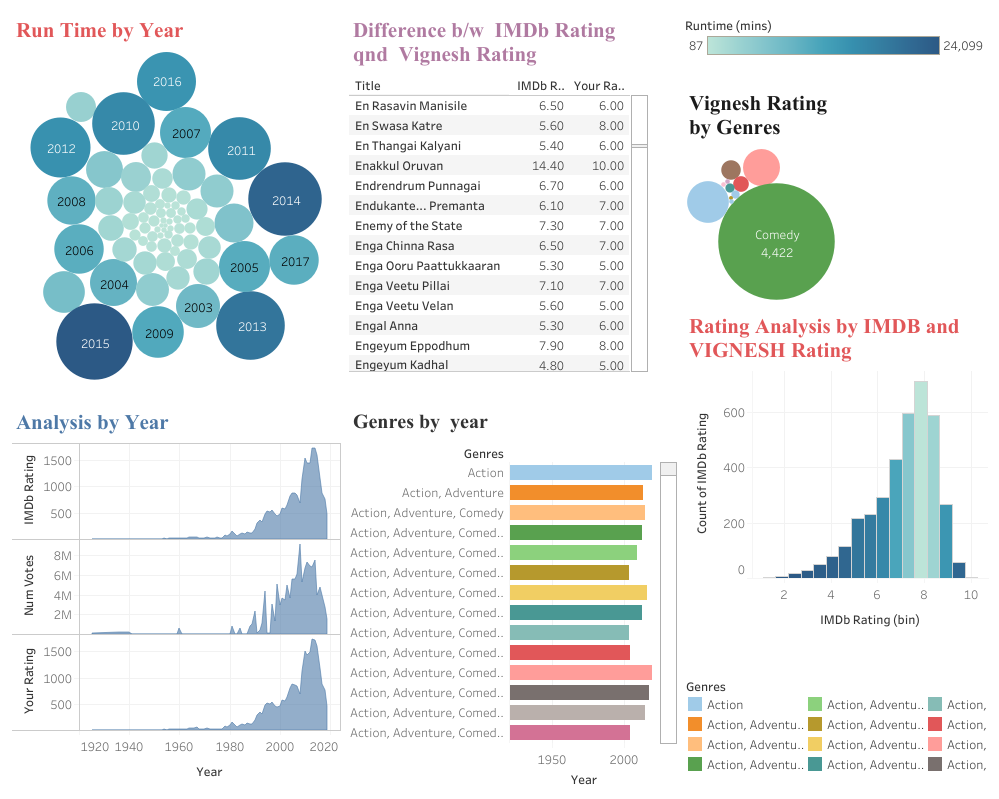 Run Time by Year
2016
2010
2007
2012
2011
2014
2008
2006
2005
2017
2004
2003
2013
2015
2009
Difference b/w IMDb Rating
qnd Vignesh Rating
Title IMDb R.. Your Ra..
En Rasavin Manisile 6.50 6.00
En Swasa Katre 5.60 8.00
En Thangai Kalyani 5.40 6.00
Enakkul Oruvan 14.40 10.00
Endrendrum Punnagai 6.70 6.00
Endukante... Premanta 6.10 7.00
Enemy of the State 7.30 7.00
Enga Chinna Rasa 6.50 7.00
Enga Ooru Paattukkaaran 5.30 5.00
Enga Veetu Pillai 7.10 7.00
Enga Veetu Velan 5.60 5.00
Engal Anna 5.30 6.00
Engeyum Eppodhum 7.90 8.00
Engeyum Kadhal 4.80 5.00
Runtime (mins)
87 24,099
Vignesh Rating
by Genres
Comedy
4,422
Rating Analysis by IMDB and
VIGNESH Rating
Count of IMDb Rating
600
400
200
0
2 4 6 8 10
IMDb Rating (bin)
Analysis by Year
IMDb Rating
1500
1000
500
Num Votes
8M
6M
4M
2M
Your Rating
1500
1000
500
1920 1940 1960 1980 2000 2020
Year
Genres by year
Genres
Action
Action, Adventure
Action, Adventure, Comedy
Action, Adventure, Comed..
Action, Adventure, Comed..
Action, Adventure, Comed..
Action, Adventure, Comed..
Action, Adventure, Comed..
Action, Adventure, Comed..
Action, Adventure, Comed..
Action, Adventure, Comed..
Action, Adventure, Comed..
Action, Adventure, Comed..
Action, Adventure, Comed..
1950 2000
Year
Genres
Action Action, Adventu.. Action,
Action, Adventu.. Action, Adventu.. Action,
Action, Adventu.. Action, Adventu.. Action,
Action, Adventu.. Action, Adventu.. Action,